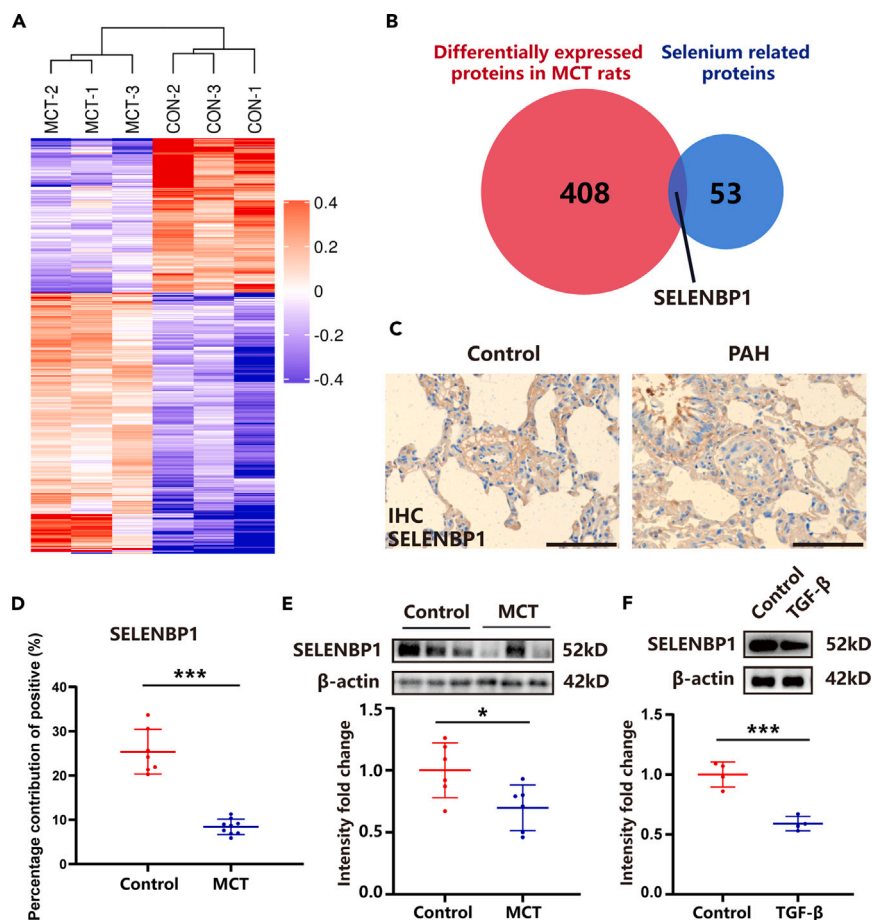 A
MCT-2
MCT-1
MCT-3
CON-2
CON-3
CON-1
0.4
0.2
0
-0.2
-0.4
B
Differentially expressed
proteins in MCT rats
Selenium related
proteins
408
53
SELENBP1
C
Control
PAH
IHC
SELENBP1
D
SELENBP1
Percentage contribution of positive (%)
***
40
30
20
10
0
Control
MCT
E
Control
MCT
SELENBP1
52kD
β-actin
42kD
Intensity fold change
*
1.5
1.0
0.5
0.0
Control
MCT
F
Control
TGF-β
SELENBP1
52kD
β-actin
42kD
Intensity fold change
***
1.5
1.0
0.5
0.0
Control
TGF-β